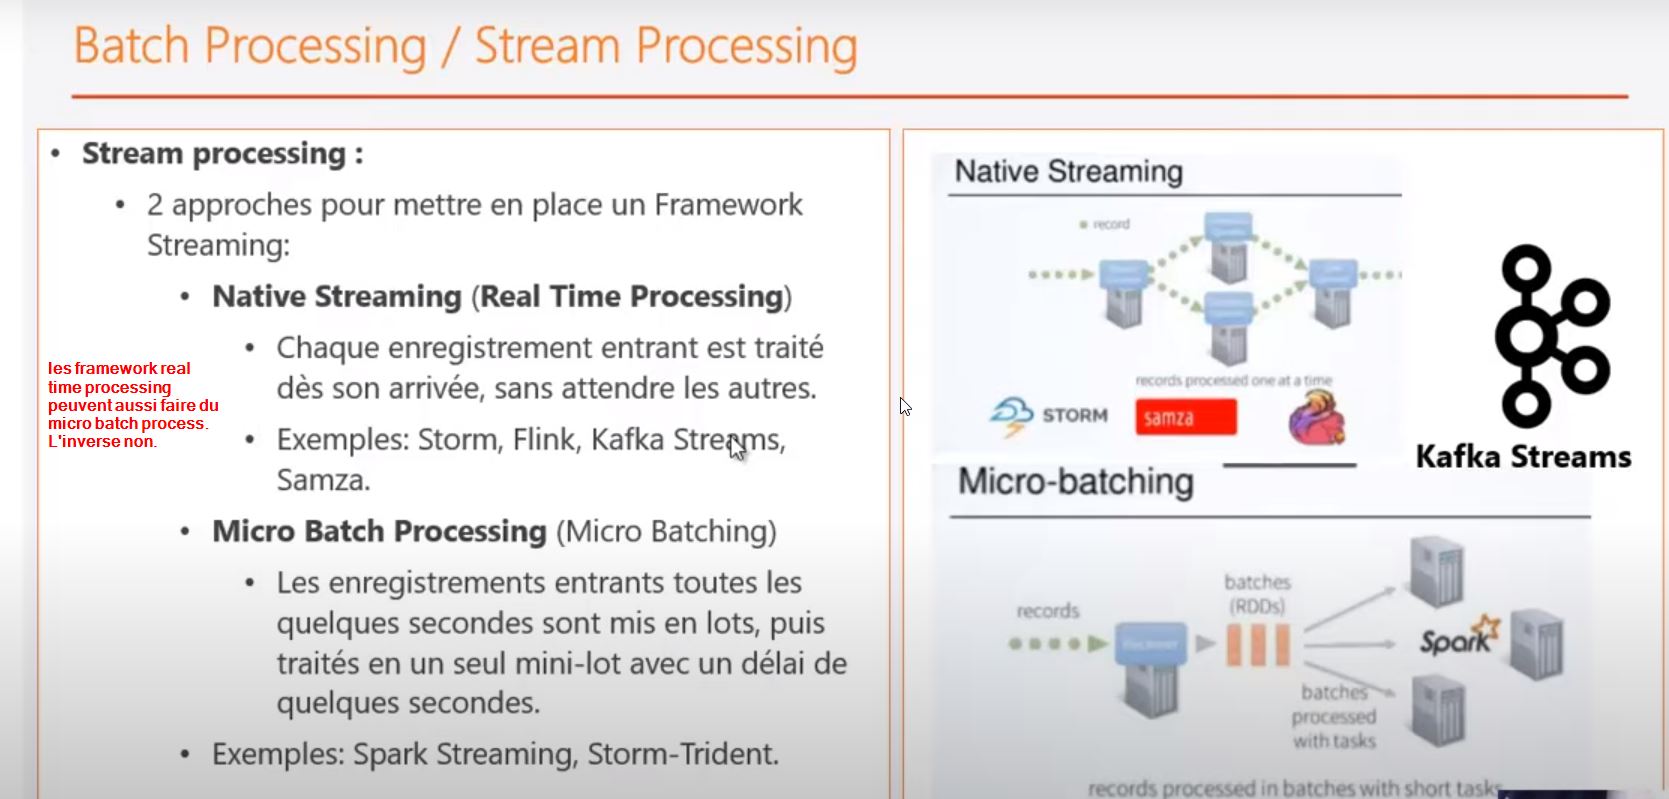 Batch Processing / Stream Processing
• Stream processing :
• 2 approches pour mettre en place un Framework
Streaming:
• Native Streaming (Real Time Processing)
• Chaque enregistrement entrant est traité
dès son arrivée, sans attendre les autres.
• Exemples: Storm, Flink, Kafka Streams,
Samza.
• Micro Batch Processing (Micro Batching)
• Les enregistrements entrants toutes les
quelques secondes sont mis en lots, puis
traités en un seul mini-lot avec un délai de
quelques secondes.
• Exemples: Spark Streaming, Storm-Trident.
les framework real
time processing
peuvent aussi faire du
micro batch process.
L'inverse non.
Native Streaming
record
records processed one at a time
STORM
samza
Kafka Streams
Micro-batching
records
batches
(RDDs)
Spark
batches
processed
with tasks
records processed in batches with short tasks